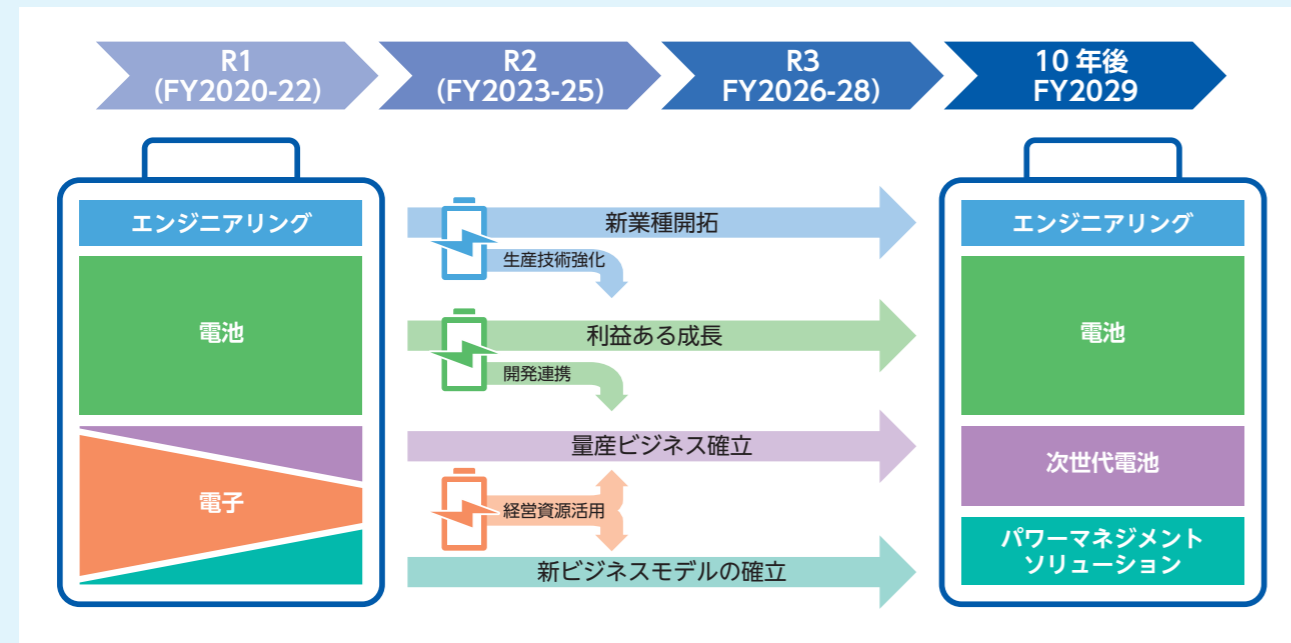 R1
(FY2020-22)
R2
(FY2023-25)
R3
FY2026-28)
10 年後
FY2029
エンジニアリング
電池
電子
新業種開拓
生産技術強化
利益ある成長
開発連携
量産ビジネス確立
経営資源活用
新ビジネスモデルの確立
エンジニアリング
電池
次世代電池
パワーマネジメント
ソリューション